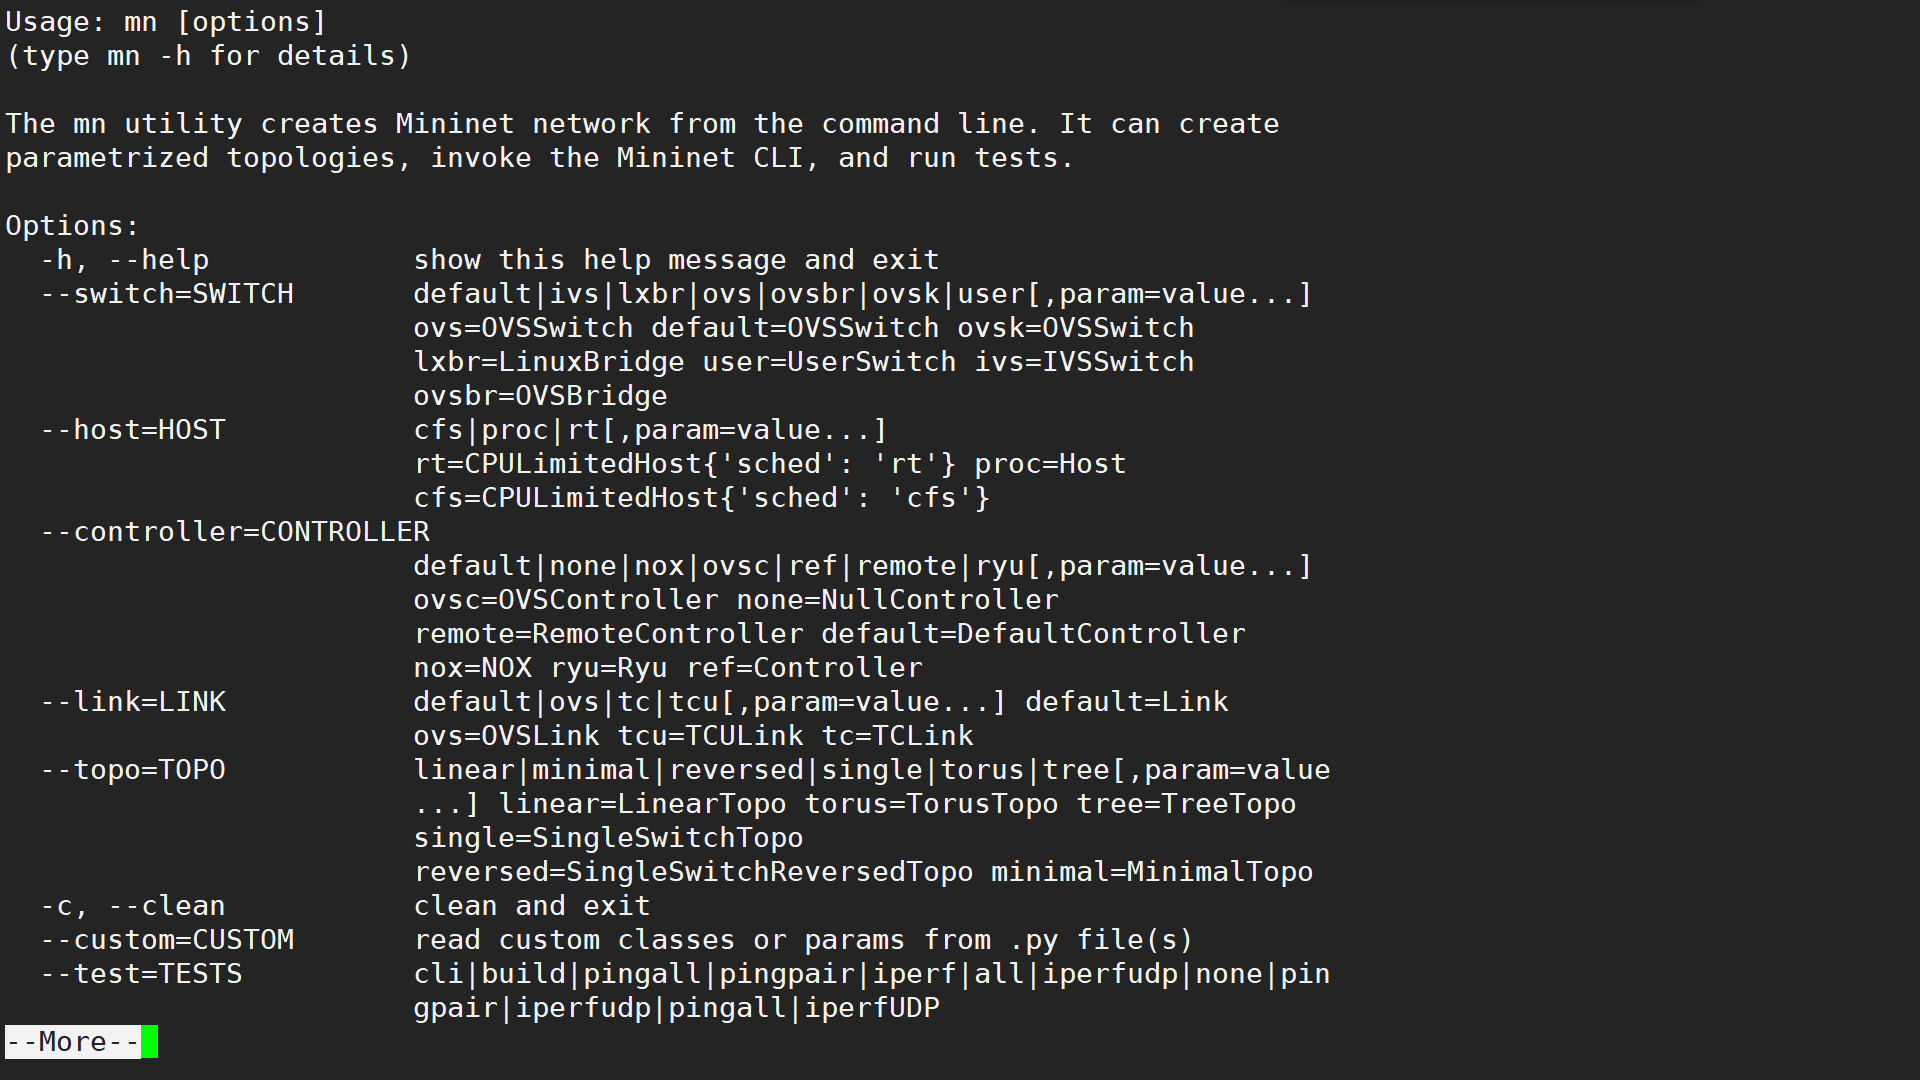 Usage: mn [options]
(type mn -h for details)

The mn utility creates Mininet network from the command line. It can create
parametrized topologies, invoke the Mininet CLI, and run tests.

Options:
  -h, --help            show this help message and exit
  --switch=SWITCH       default|ivs|lxbr|ovs|ovsbr|ovsk|user[,param=value...]
                        ovs=OVSSwitch default=OVSSwitch ovsk=OVSSwitch
                        lxbr=LinuxBridge user=UserSwitch ivs=IVSSwitch
                        ovsbr=OVSBridge
  --host=HOST           cfs|proc|rt[,param=value...]
                        rt=CPULimitedHost{'sched': 'rt'} proc=Host
                        cfs=CPULimitedHost{'sched': 'cfs'}
  --controller=CONTROLLER
                        default|none|nox|ovsc|ref|remote|ryu[,param=value...]
                        ovsc=OVSController none=NullController
                        remote=RemoteController default=DefaultController
                        nox=NOX ryu=Ryu ref=Controller
  --link=LINK           default|ovs|tc|tcu[,param=value...] default=Link
                        ovs=OVSLink tcu=TCULink tc=TCLink
  --topo=TOPO           linear|minimal|reversed|single|torus|tree[,param=value
                        ...] linear=LinearTopo torus=TorusTopo tree=TreeTopo
                        single=SingleSwitchTopo
                        reversed=SingleSwitchReversedTopo minimal=MinimalTopo
  -c, --clean           clean and exit
  --custom=CUSTOM       read custom classes or params from .py file(s)
  --test=TESTS          cli|build|pingall|pingpair|iperf|all|iperfudp|none|pin
                        gpair|iperfudp|pingall|iperfUDP
--More--